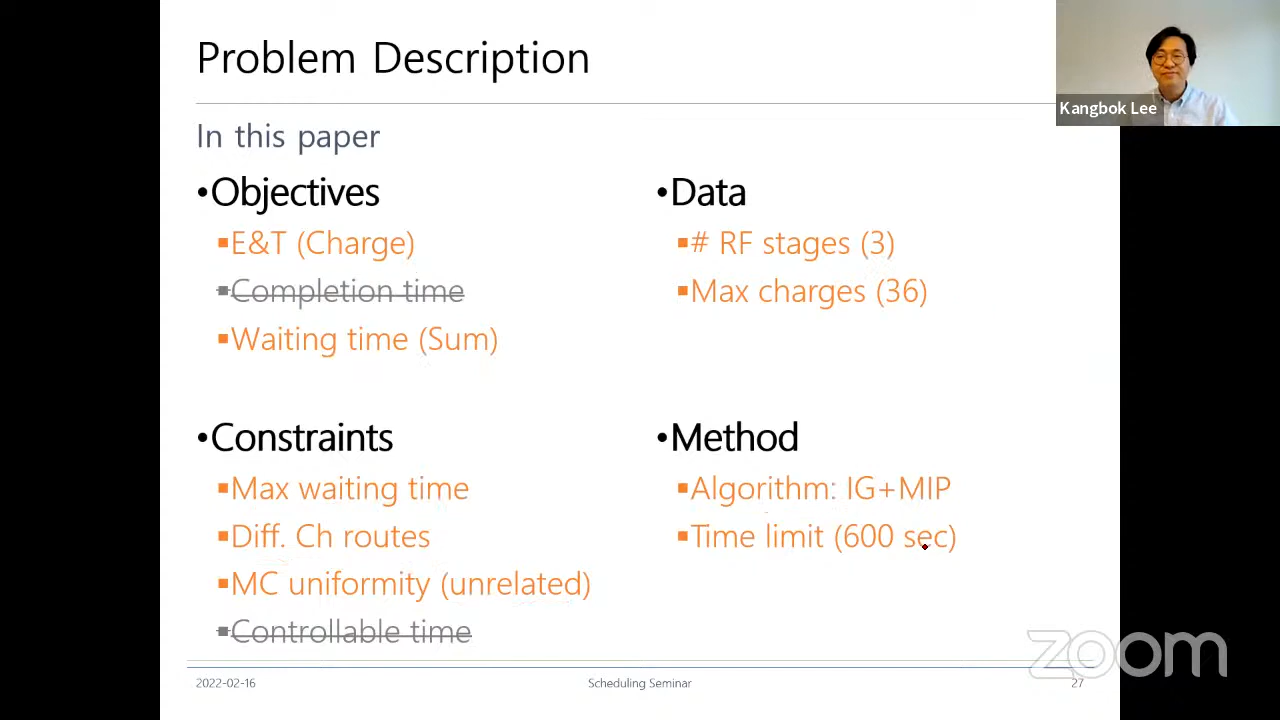 Problem Description
Kangbok Lee
In this paper
•Objectives
▪E&T (Charge)
▪Completion time
▪Waiting time (Sum)
•Data
▪# RF stages (3)
▪Max charges (36)
•Constraints
▪Max waiting time
▪Diff. Ch routes
▪MC uniformity (unrelated)
▪Controllable time
•Method
▪Algorithm: IG+MIP
▪Time limit (600 sec)
zoom
2022-02-16
Scheduling Seminar
27